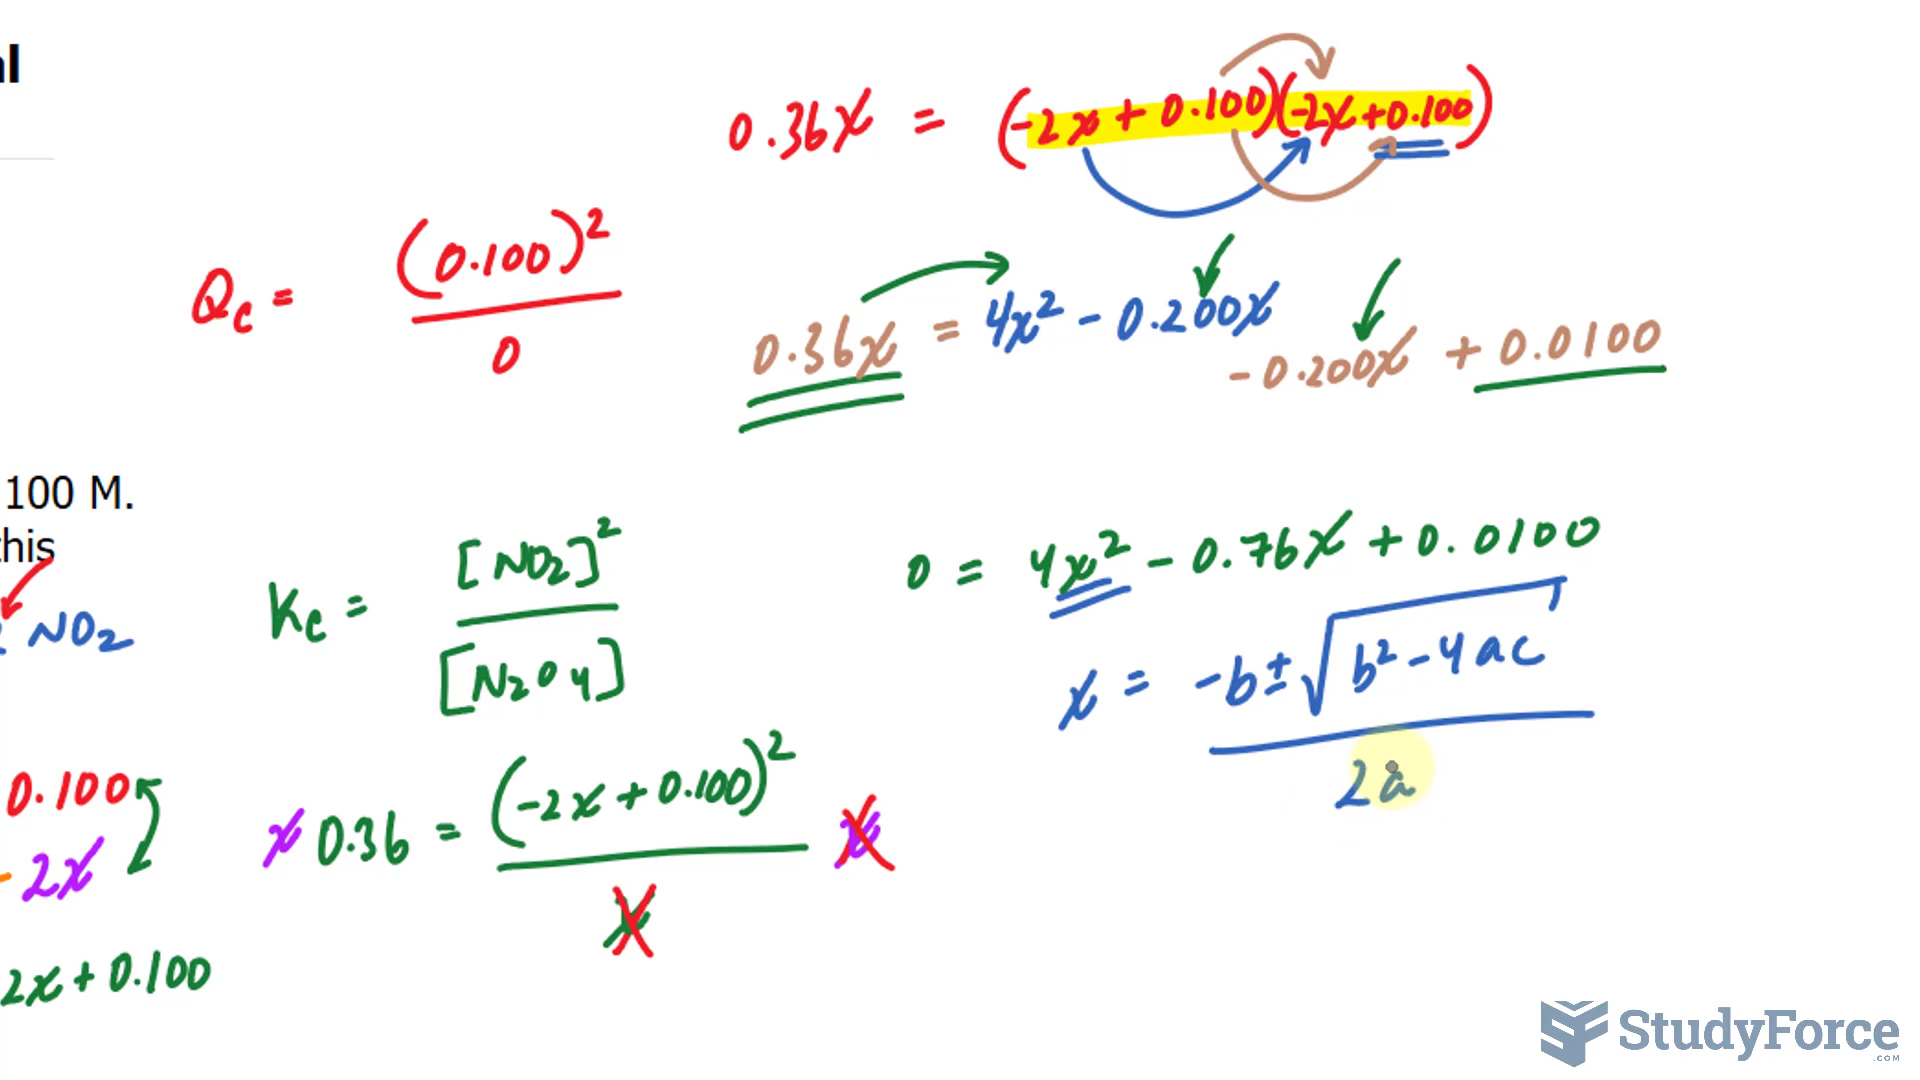 al
0.36x = (-2x + 0.100)(-2x + 0.100)
Qc = (0.100)² / 0
0.36x = 4x² - 0.200x - 0.200x + 0.0100
100 M.
this
NO₂
Kc = [NO₂]² / [N₂O₄]
0 = 4x² - 0.76x + 0.0100
x = -b ± √b² - 4ac / 2a
0.100
- 2x
x 0.36 = (-2x + 0.100)² / x x
2x + 0.100
StudyForce
.COM